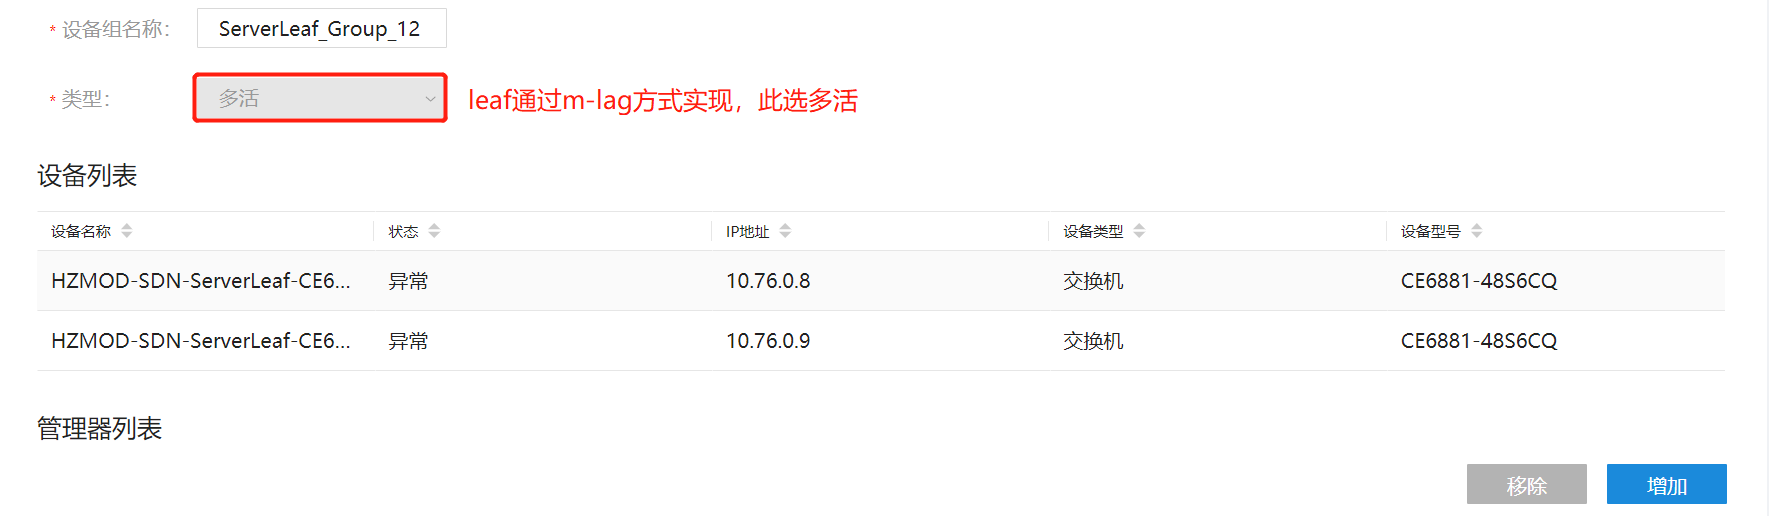 * 设备组名称： ServerLeaf_Group_12
* 类型： 多活 leaf通过m-lag方式实现，此选多活
设备列表
设备名称 状态 IP地址 设备类型 设备型号
HZMOD-SDN-ServerLeaf-CE6... 异常 10.76.0.8 交换机 CE6881-48S6CQ
HZMOD-SDN-ServerLeaf-CE6... 异常 10.76.0.9 交换机 CE6881-48S6CQ
管理器列表
移除 增加